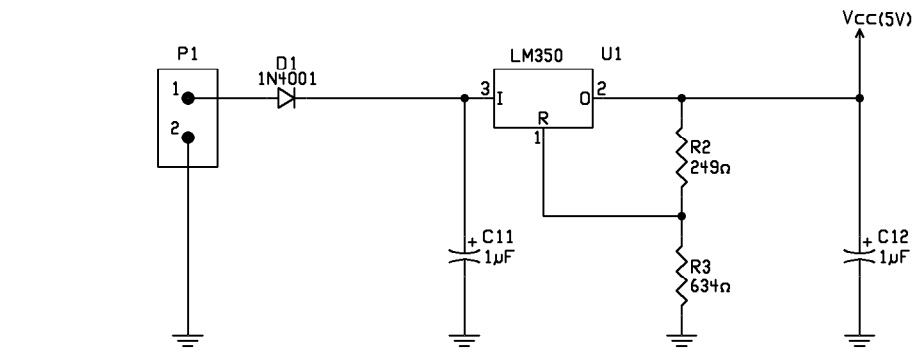 Vcc(5V)
P1
D1
1N4001
LM350 U1
1
3
I
O
2
R
1
2
R2
249Ω
+
C11
1µF
R3
634Ω
+
C12
1µF